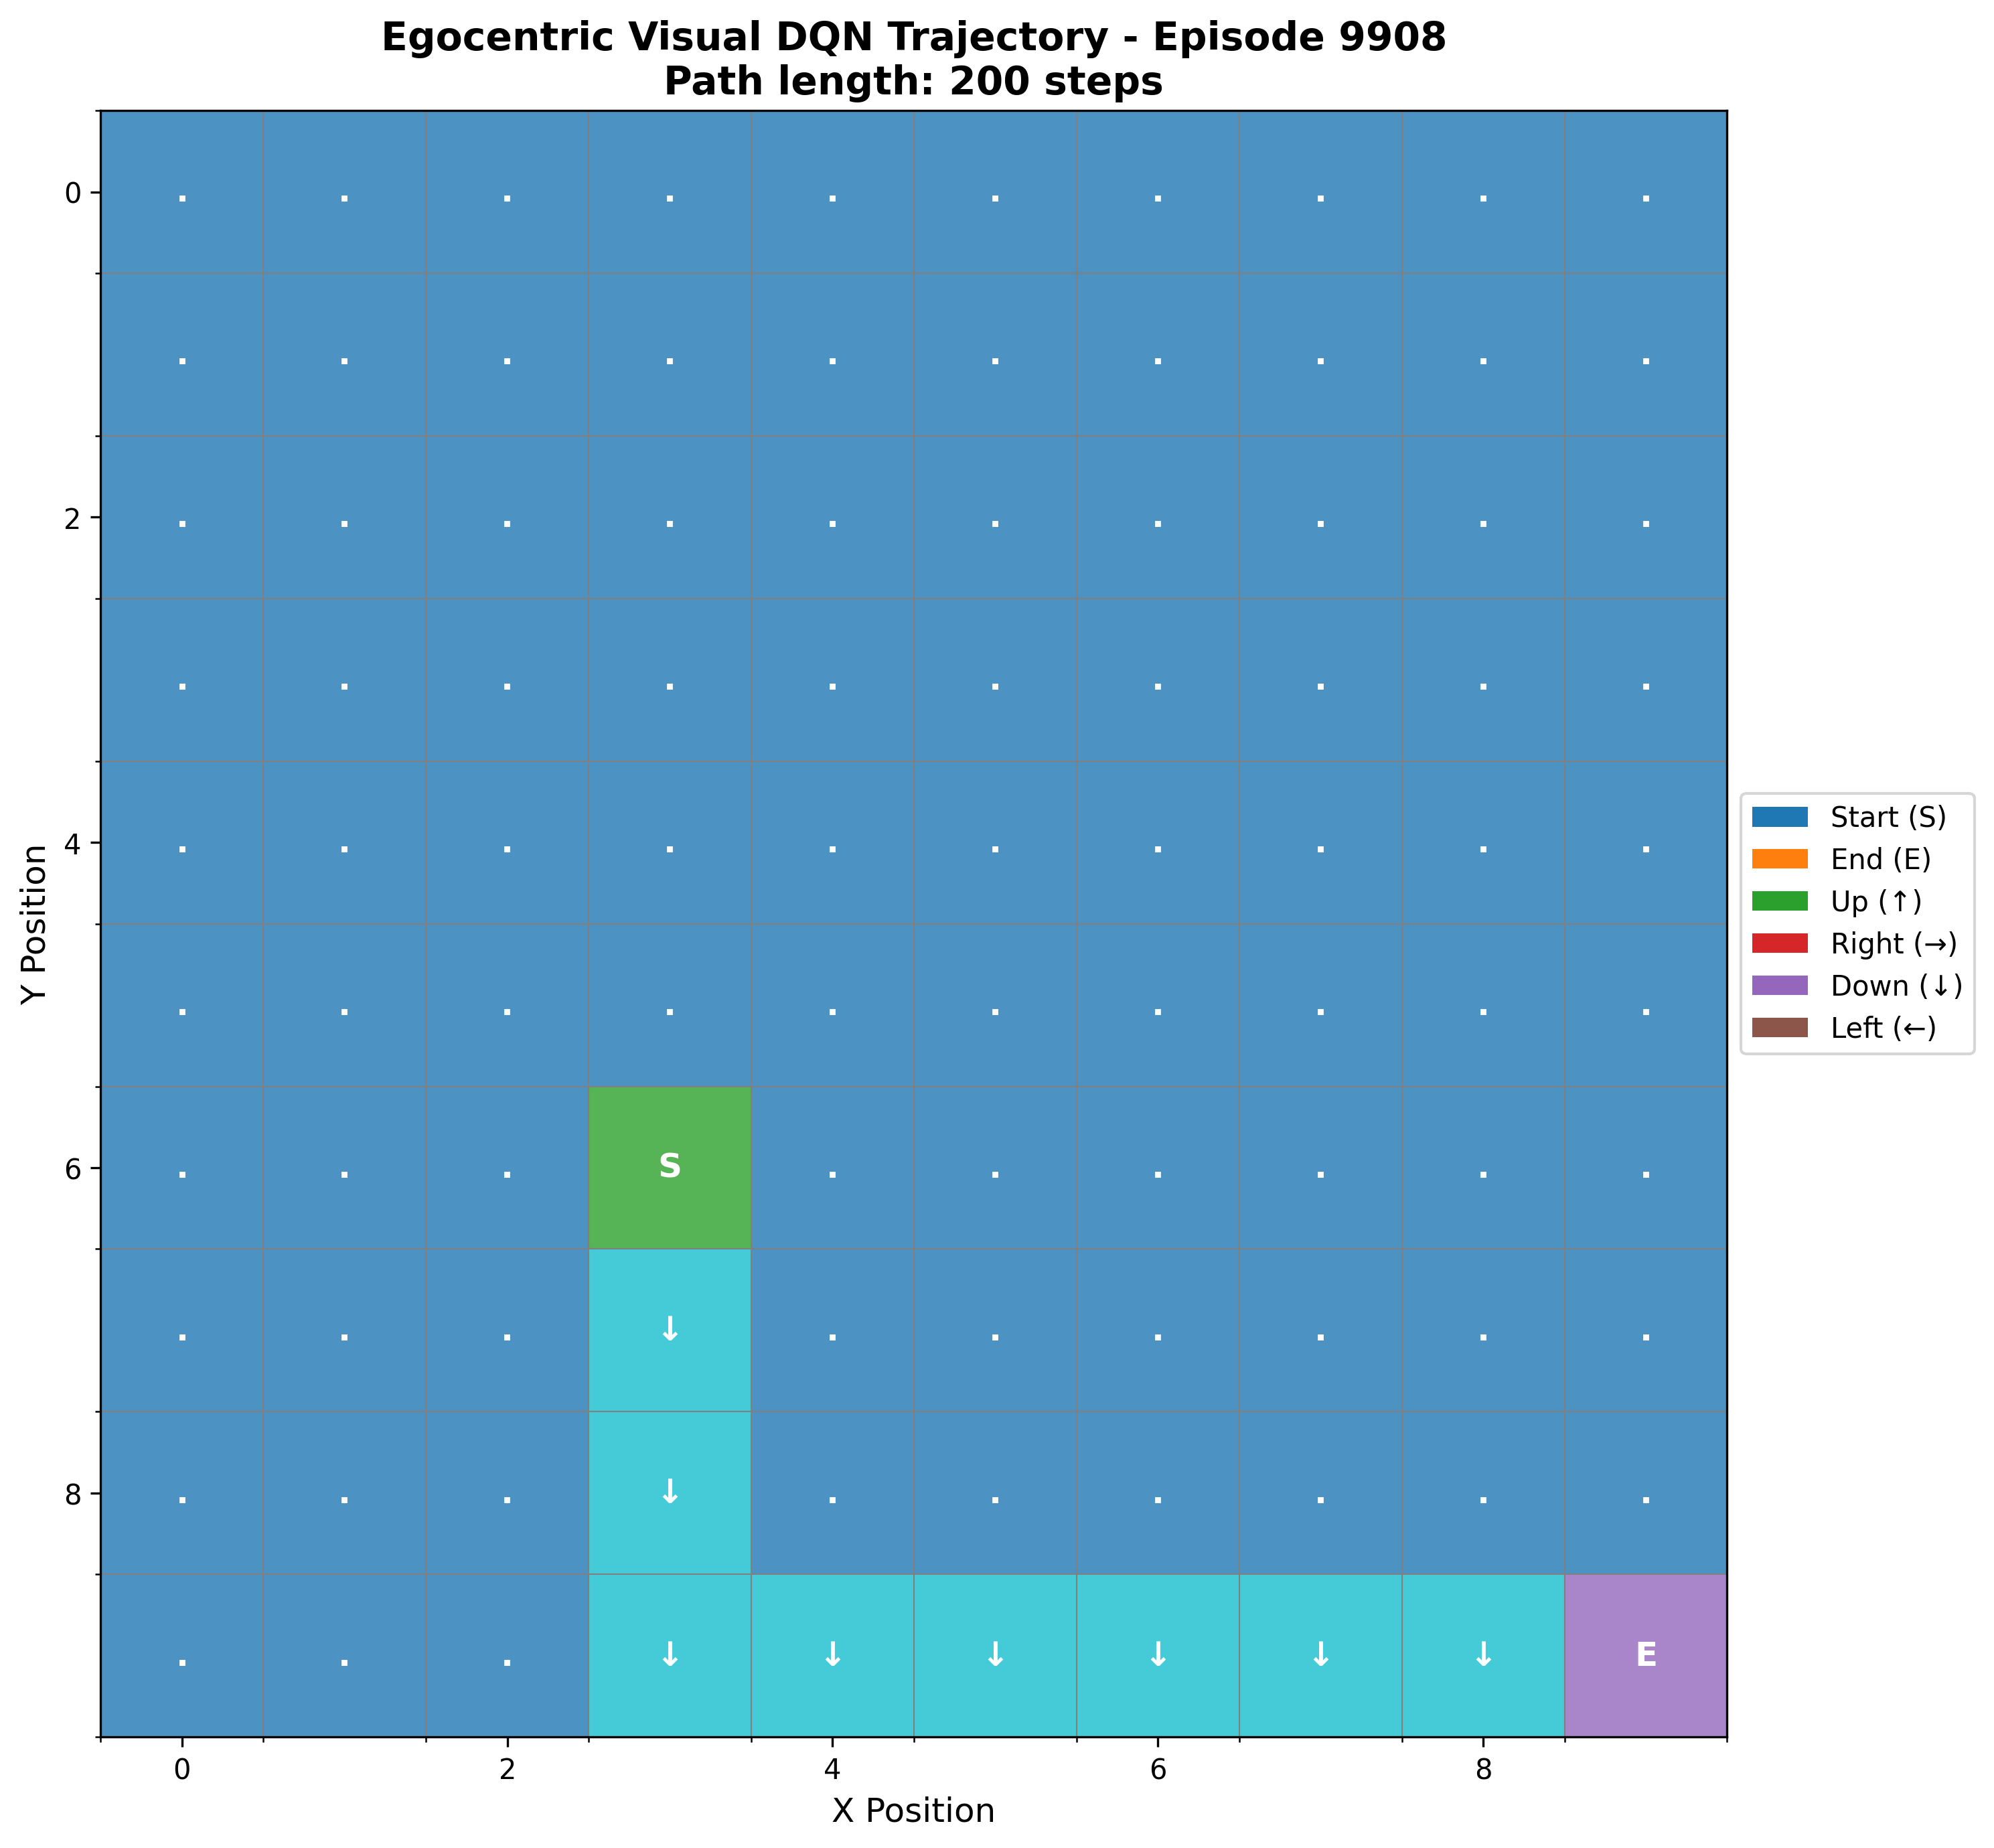 Egocentric Visual DQN Trajectory - Episode 9908
Path length: 200 steps
0
2
4
Y Position
6
S
↓
8
↓
↓ ↓ ↓ ↓ ↓ ↓ E
0 2 4 6 8
X Position
Start (S)
End (E)
Up (↑)
Right (→)
Down (↓)
Left (←)